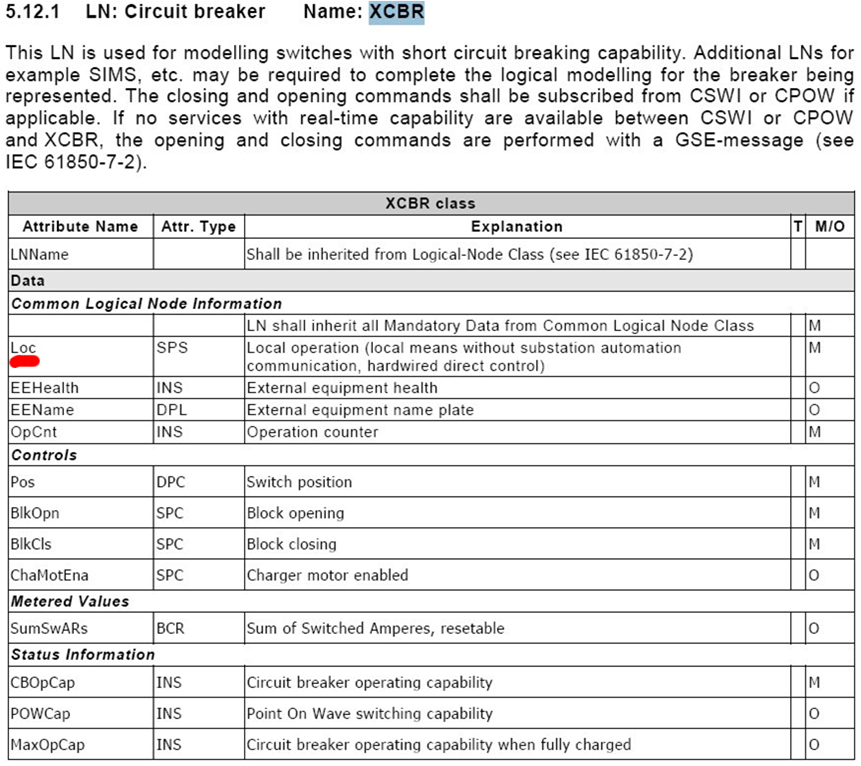 5.12.1 LN: Circuit breaker Name: XCBR
This LN is used for modelling switches with short circuit breaking capability. Additional LNs for
example SIMS, etc. may be required to complete the logical modelling for the breaker being
represented. The closing and opening commands shall be subscribed from CSWI or CPOW if
applicable. If no services with real-time capability are available between CSWI or CPOW
and XCBR, the opening and closing commands are performed with a GSE-message (see
IEC 61850-7-2).
XCBR class
Attribute Name Attr. Type Explanation T M/O
LNName Shall be inherited from Logical-Node Class (see IEC 61850-7-2)
Data
Common Logical Node Information
LN shall inherit all Mandatory Data from Common Logical Node Class M
Loc SPS Local operation (local means without substation automation M
communication, hardwired direct control)
EEHealth INS External equipment health O
EEName DPL External equipment name plate O
OpCnt INS Operation counter M
Controls
Pos DPC Switch position M
BlkOpn SPC Block opening M
BlkCls SPC Block closing M
ChaMotEna SPC Charger motor enabled O
Metered Values
SumSwARs BCR Sum of Switched Amperes, resetable O
Status Information
CBOpCap INS Circuit breaker operating capability M
POWCap INS Point On Wave switching capability O
MaxOpCap INS Circuit breaker operating capability when fully charged O